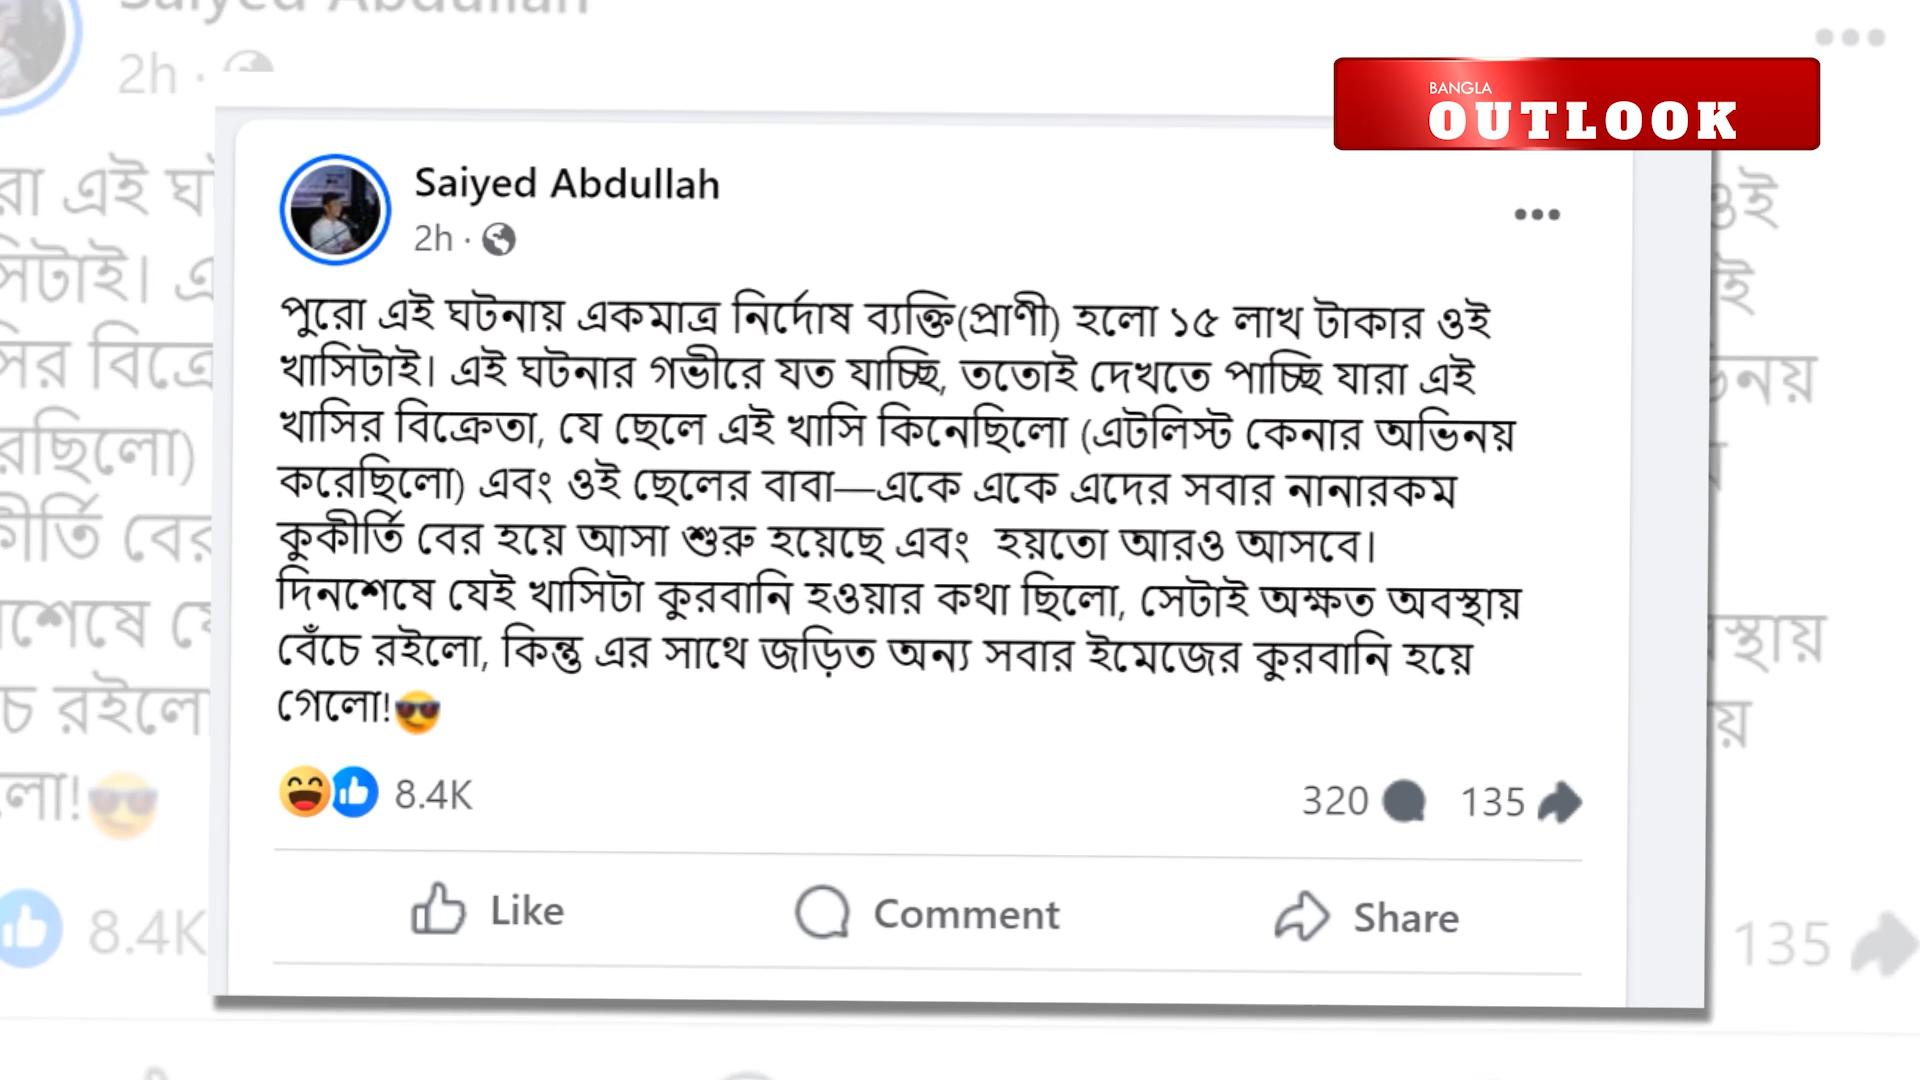 BANGLA
OUTLOOK
Saiyed Abdullah
2h ·
পুরো এই ঘটনায় একমাত্র নির্দোষ ব্যক্তি(প্রাণী) হলো ১৫ লাখ টাকার ওই
খাসিটাই। এই ঘটনার গভীরে যত যাচ্ছি, ততোই দেখতে পাচ্ছি যারা এই
খাসির বিক্রেতা, যে ছেলে এই খাসি কিনেছিলো (এটলিস্ট কেনার অভিনয়
করেছিলো) এবং ওই ছেলের বাবা—একে একে এদের সবার নানারকম
কুকীর্তি বের হয়ে আসা শুরু হয়েছে এবং  হয়তো আরও আসবে।
দিনশেষে যেই খাসিটা কুরবানি হওয়ার কথা ছিলো, সেটাই অক্ষত অবস্থায়
বেঁচে রইলো, কিন্তু এর সাথে জড়িত অন্য সবার ইমেজের কুরবানি হয়ে
গেলো!😎
8.4K
320 135
Like Comment Share